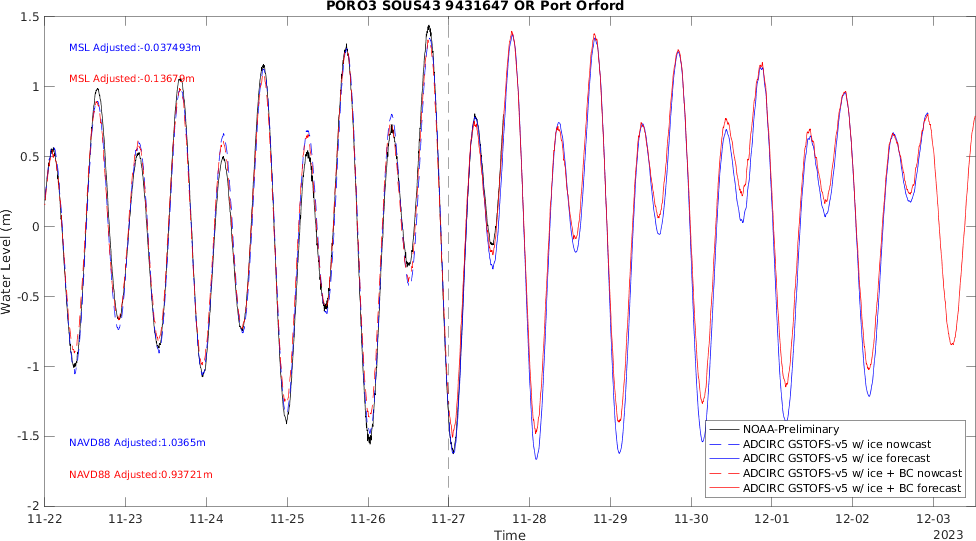 PORO3 SOUS43 9431647 OR Port Orford
MSL Adjusted:-0.037493m
MSL Adjusted:-0.13679m
NAVD88 Adjusted:1.0365m
NAVD88 Adjusted:0.93721m
Water Level (m)
1.5
1
0.5
0
-0.5
-1
-1.5
-2
NOAA-Preliminary
ADCIRC GSTOFS-v5 w/ ice nowcast
ADCIRC GSTOFS-v5 w/ ice forecast
ADCIRC GSTOFS-v5 w/ ice + BC nowcast
ADCIRC GSTOFS-v5 w/ ice + BC forecast
11-22 11-23 11-24 11-25 11-26 11-27 11-28 11-29 11-30 12-01 12-02 12-03
Time
2023